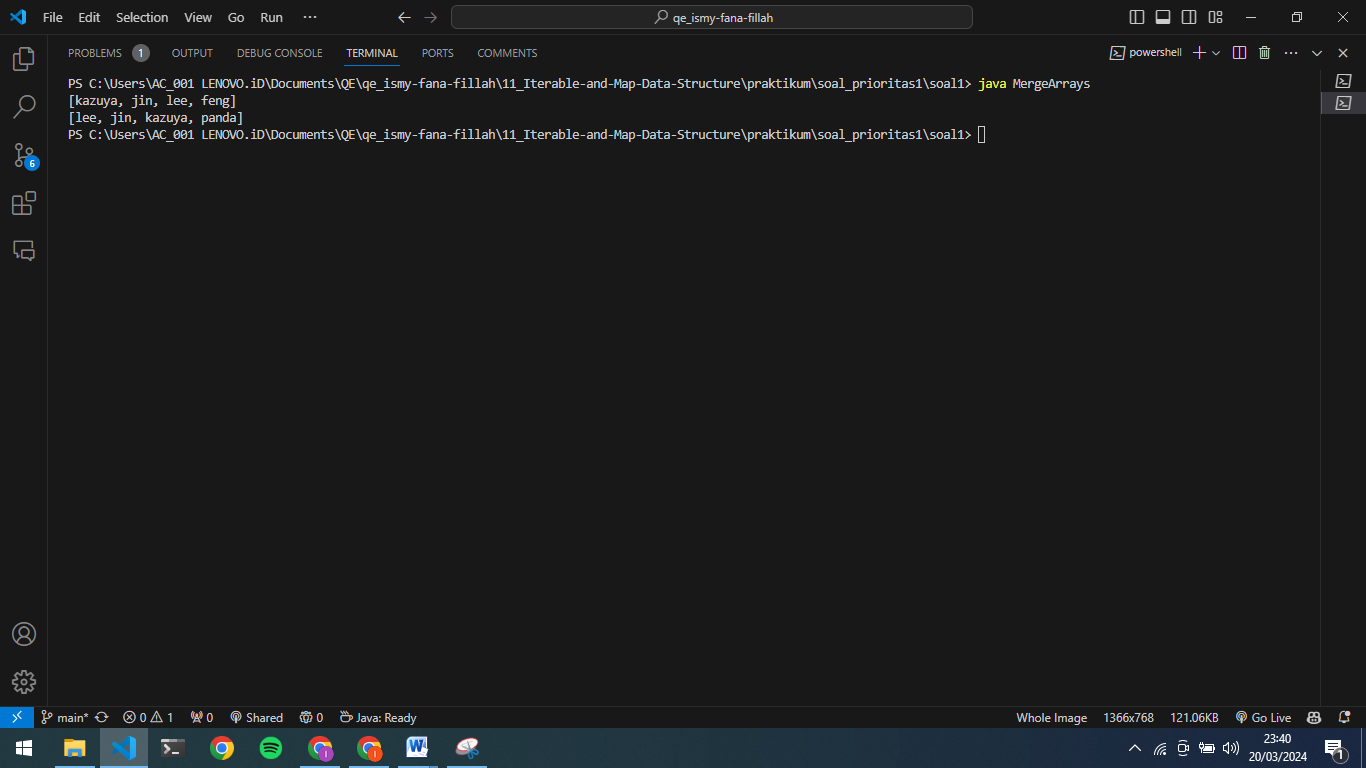 File Edit Selection View Go Run ··· qe_ismy-fana-fillah
PROBLEMS 1 OUTPUT DEBUG CONSOLE TERMINAL PORTS COMMENTS powershell
PS C:\Users\AC_001 LENOVO.iD\Documents\QE\qe_ismy-fana-fillah\11_Iterable-and-Map-Data-Structure\praktikum\soal_prioritas1\soal1> java MergeArrays
[kazuya, jin, lee, feng]
[lee, jin, kazuya, panda]
PS C:\Users\AC_001 LENOVO.iD\Documents\QE\qe_ismy-fana-fillah\11_Iterable-and-Map-Data-Structure\praktikum\soal_prioritas1\soal1>
6
main* 0 1 0 Shared 0 Java: Ready Whole Image 1366x768 121.06KB Go Live
23:40
20/03/2024
1